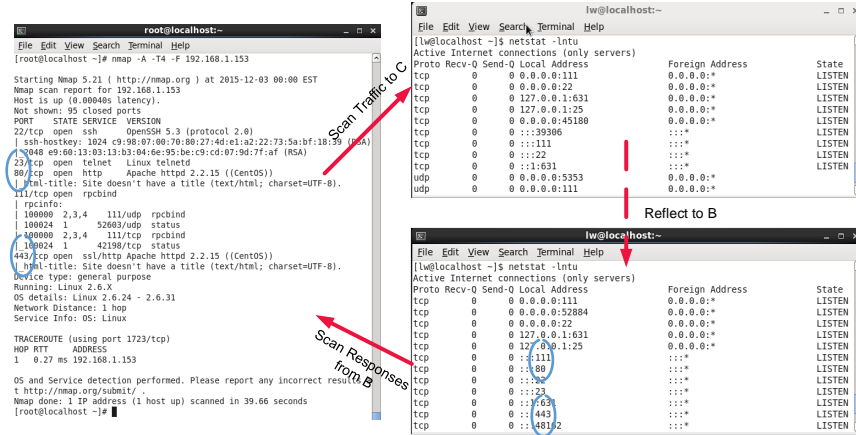 root@localhost:~
File Edit View Search Terminal Help
[root@localhost ~]# nmap -A -T4 -F 192.168.1.153
Starting Nmap 5.21 ( http://nmap.org ) at 2015-12-03 00:00 EST
Nmap scan report for 192.168.1.153
Host is up (0.00040s latency).
Not shown: 95 closed ports
PORT STATE SERVICE VERSION
22/tcp open ssh OpenSSH 5.3 (protocol 2.0)
| ssh-hostkey: 1024 c9:98:07:00:70:80:27:4d:e1:a2:22:73:5a:bf:18:39 (RSA)
|_2048 e9:60:13:03:13:b3:04:6e:95:be:c9:cd:07:9d:7f:af (RSA)
23/tcp open telnet Linux telnetd
80/tcp open http Apache httpd 2.2.15 ((CentOS))
|_html-title: Site doesn't have a title (text/html; charset=UTF-8).
111/tcp open rpcbind
| rpcinfo:
| 100000 2,3,4 111/udp rpcbind
| 100024 1 52603/udp status
| 100000 2,3,4 111/tcp rpcbind
|_100024 1 42198/tcp status
443/tcp open ssl/http Apache httpd 2.2.15 ((CentOS))
|_html-title: Site doesn't have a title (text/html; charset=UTF-8).
Device type: general purpose
Running: Linux 2.6.X
OS details: Linux 2.6.24 - 2.6.31
Network Distance: 1 hop
Service Info: OS: Linux
TRACEROUTE (using port 1723/tcp)
HOP RTT ADDRESS
1 0.27 ms 192.168.1.153
OS and Service detection performed. Please report any incorrect results
t http://nmap.org/submit/ .
Nmap done: 1 IP address (1 host up) scanned in 39.66 seconds
[root@localhost ~]#
Scan Traffic to C
lw@localhost:~
File Edit View Search Terminal Help
[lw@localhost ~]$ netstat -lntu
Active Internet connections (only servers)
Proto Recv-Q Send-Q Local Address Foreign Address State
tcp 0 0 0.0.0.0:111 0.0.0.0:* LISTEN
tcp 0 0 0.0.0.0:22 0.0.0.0:* LISTEN
tcp 0 0 127.0.0.1:631 0.0.0.0:* LISTEN
tcp 0 0 127.0.0.1:25 0.0.0.0:* LISTEN
tcp 0 0 0.0.0.0:45180 0.0.0.0:* LISTEN
tcp 0 0 :::39306 :::* LISTEN
tcp 0 0 :::111 :::* LISTEN
tcp 0 0 :::22 :::* LISTEN
tcp 0 0 ::1:631 :::* LISTEN
udp 0 0 0.0.0.0:5353 0.0.0.0:*
udp 0 0 0.0.0.0:111 0.0.0.0:*
Reflect to B
lw@localhost:~
File Edit View Search Terminal Help
[lw@localhost ~]$ netstat -lntu
Active Internet connections (only servers)
Proto Recv-Q Send-Q Local Address Foreign Address State
tcp 0 0 0.0.0.0:111 0.0.0.0:* LISTEN
tcp 0 0 0.0.0.0:52884 0.0.0.0:* LISTEN
tcp 0 0 0.0.0.0:22 0.0.0.0:* LISTEN
tcp 0 0 127.0.0.1:631 0.0.0.0:* LISTEN
tcp 0 0 127.0.0.1:25 0.0.0.0:* LISTEN
tcp 0 0 :::111 :::* LISTEN
tcp 0 0 :::80 :::* LISTEN
tcp 0 0 :::22 :::* LISTEN
tcp 0 0 :::23 :::* LISTEN
tcp 0 0 ::1:631 :::* LISTEN
tcp 0 0 :::443 :::* LISTEN
tcp 0 0 :::48162 :::* LISTEN
Scan Responses
from B